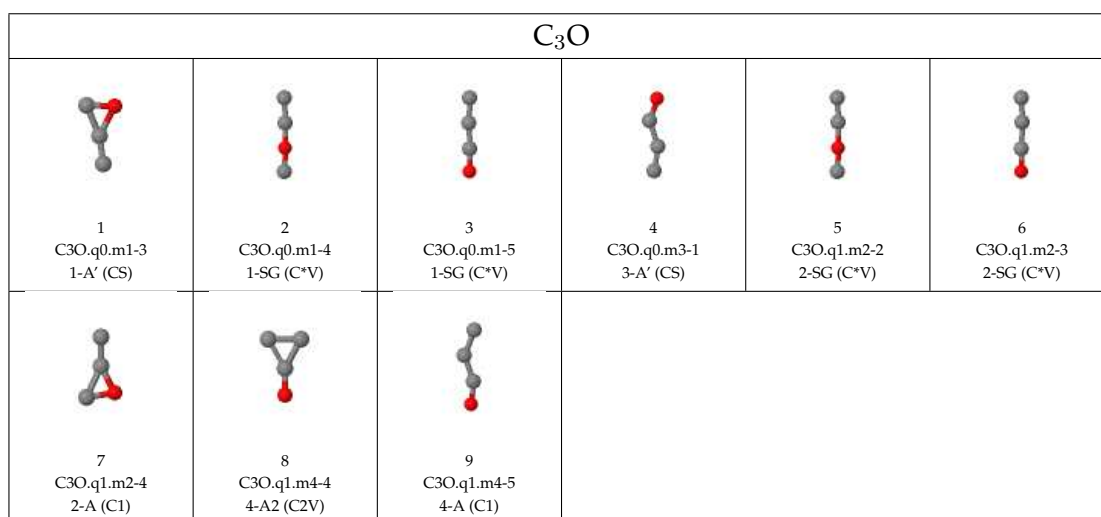 C₃O
1
C3O.q0.m1-3
1-A′ (CS)
2
C3O.q0.m1-4
1-SG (C*V)
3
C3O.q0.m1-5
1-SG (C*V)
4
C3O.q0.m3-1
3-A′ (CS)
5
C3O.q1.m2-2
2-SG (C*V)
6
C3O.q1.m2-3
2-SG (C*V)
7
C3O.q1.m2-4
2-A (C1)
8
C3O.q1.m4-4
4-A2 (C2V)
9
C3O.q1.m4-5
4-A (C1)